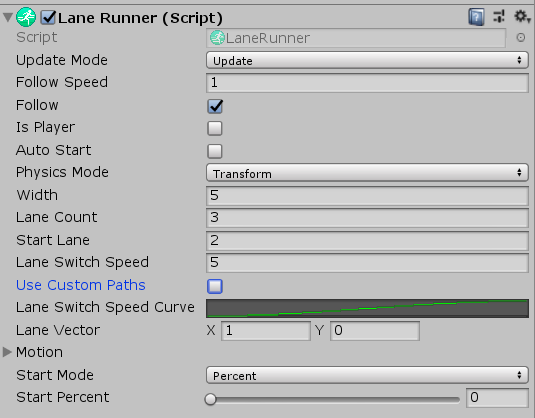 Lane Runner (Script)
Script LaneRunner
Update Mode Update
Follow Speed 1
Follow
Is Player
Auto Start
Physics Mode Transform
Width 5
Lane Count 3
Start Lane 2
Lane Switch Speed 5
Use Custom Paths
Lane Switch Speed Curve
Lane Vector X 1 Y 0
Motion
Start Mode Percent
Start Percent 0